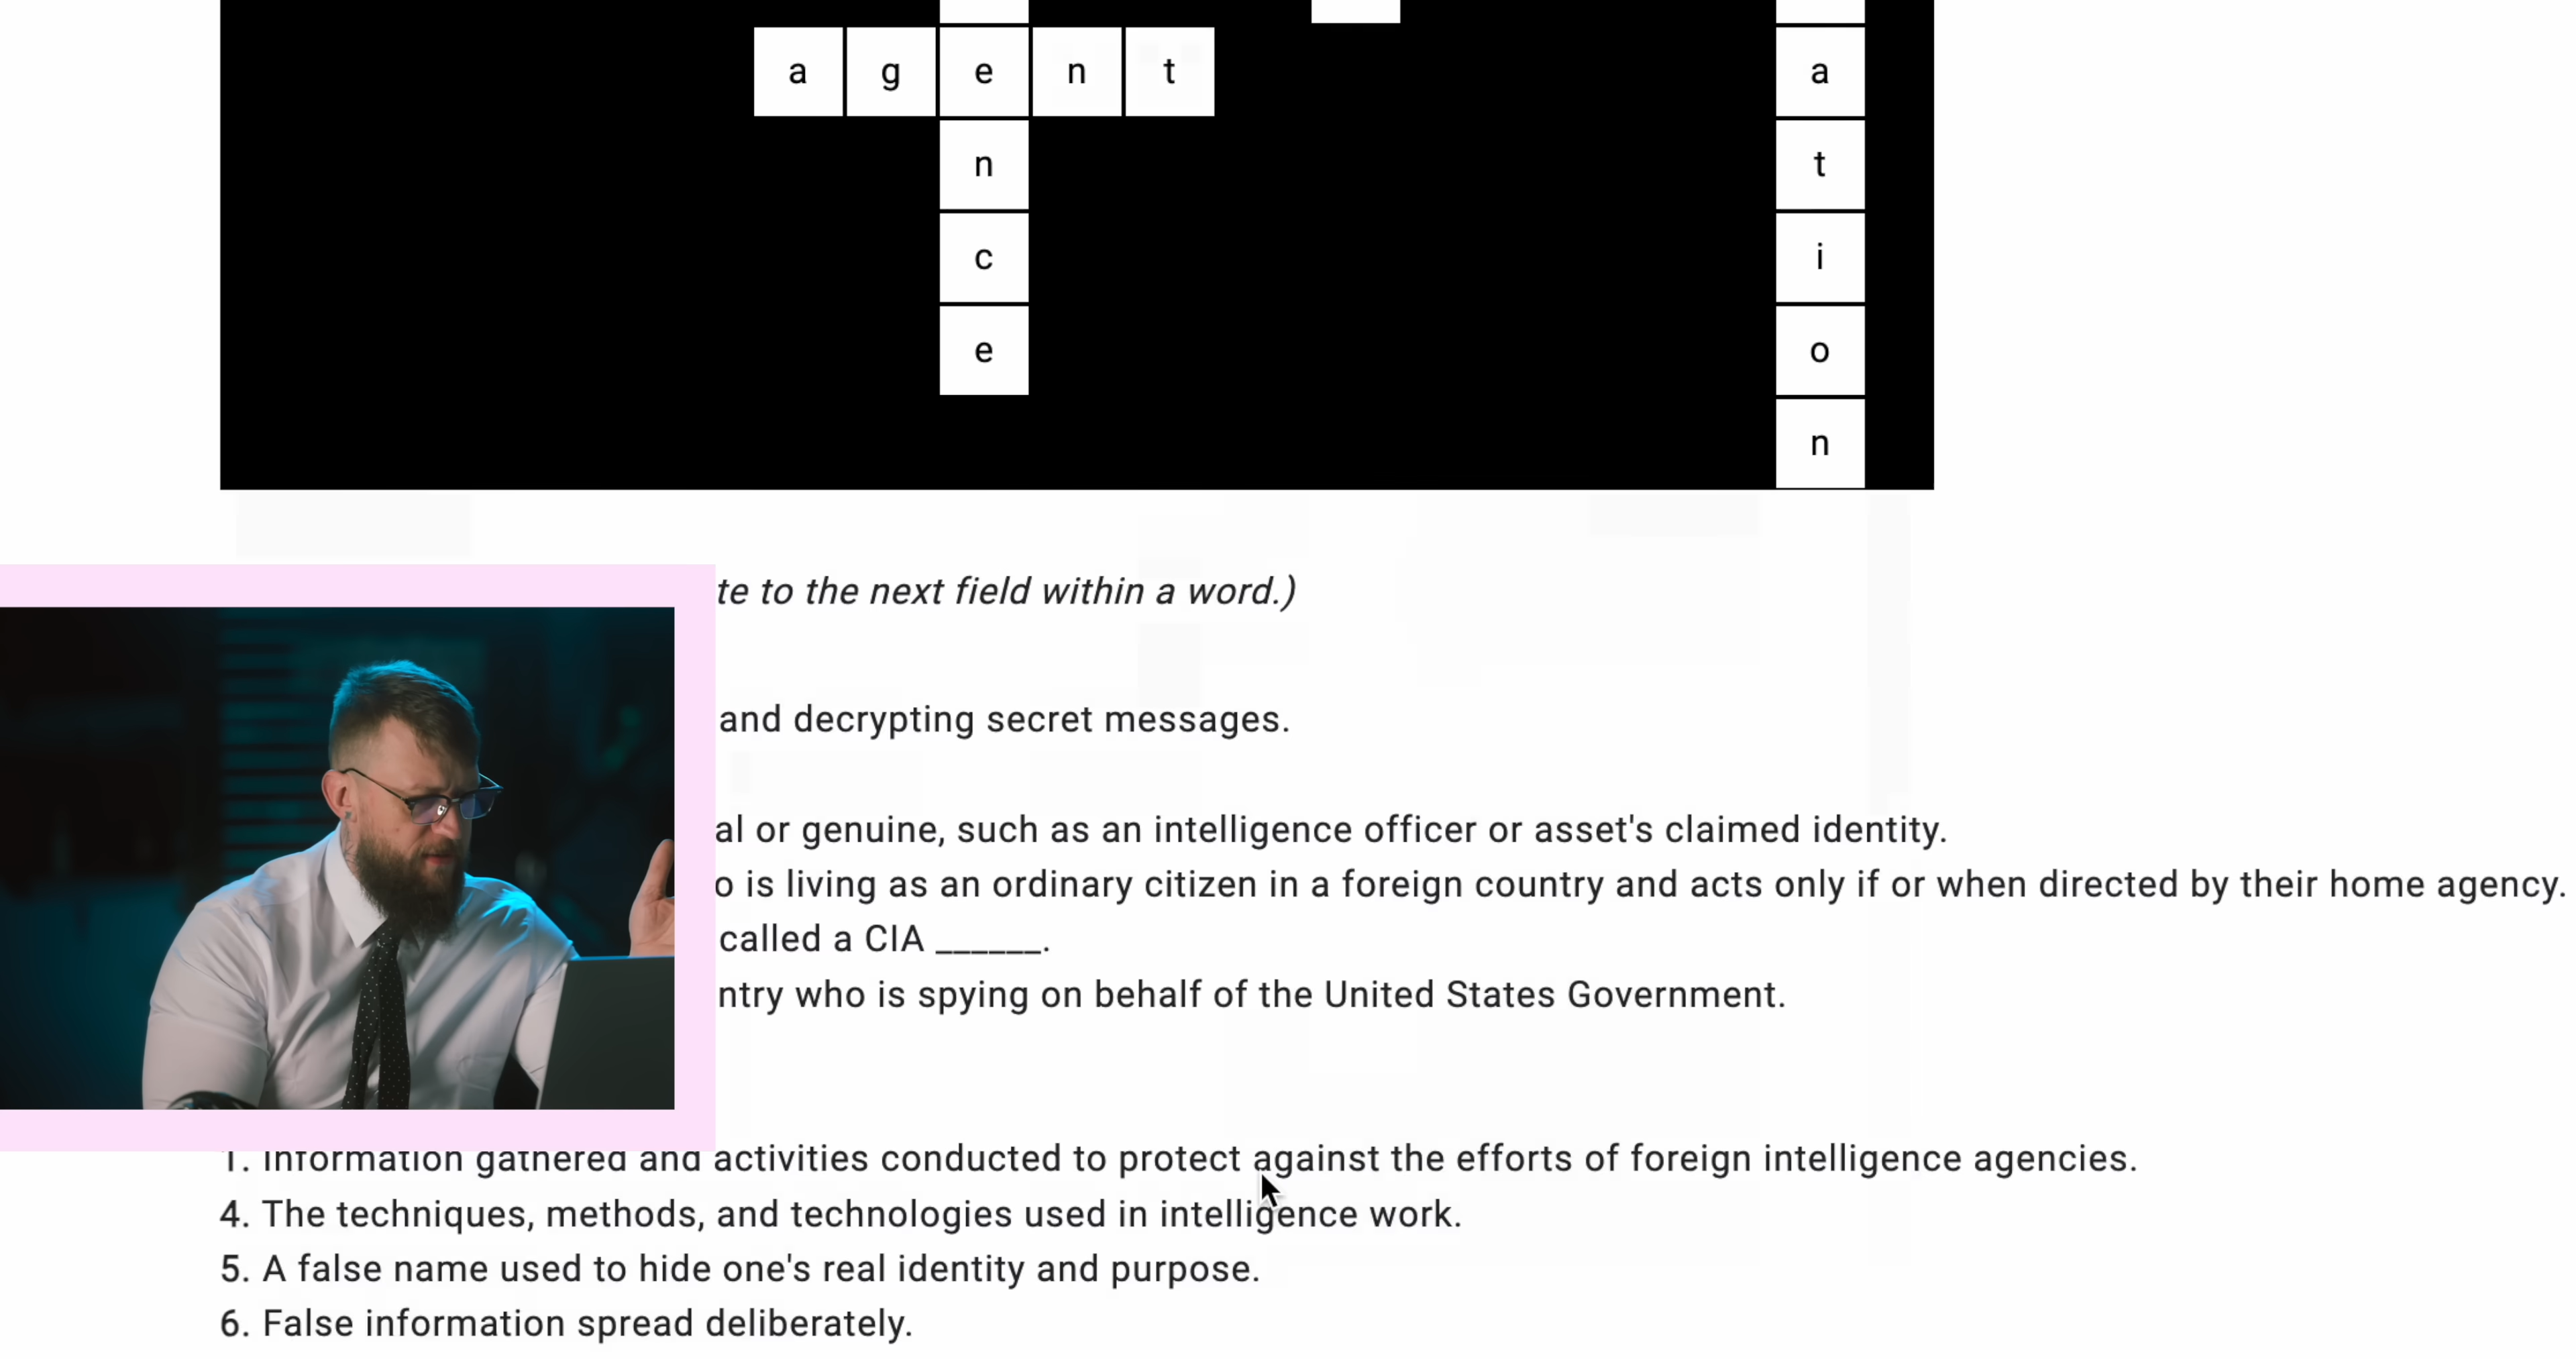 a g e n t
a
n
t
c
i
e
o
n
te to the next field within a word.)
and decrypting secret messages.
al or genuine, such as an intelligence officer or asset's claimed identity.
o is living as an ordinary citizen in a foreign country and acts only if or when directed by their home agency.
called a CIA ______.
ntry who is spying on behalf of the United States Government.
1. Information gathered and activities conducted to protect against the efforts of foreign intelligence agencies.
4. The techniques, methods, and technologies used in intelligence work.
5. A false name used to hide one's real identity and purpose.
6. False information spread deliberately.